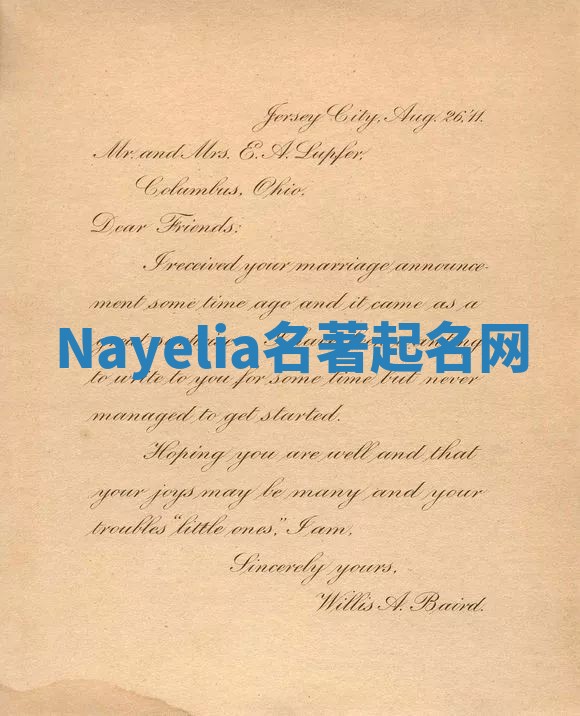 Jersey City, Aug. 26, '11.
Mr. and Mrs. E. A. Lupfer,
Columbus, Ohio.
Dear Friends:
I received your marriage announce-
ment some time ago and it came as a
Nayelia名著起名网
to write to you for some time but never
managed to get started.
Hoping you are well and that
your joys may be many and your
troubles "little ones," I am,
Sincerely yours,
Willis A. Baird.